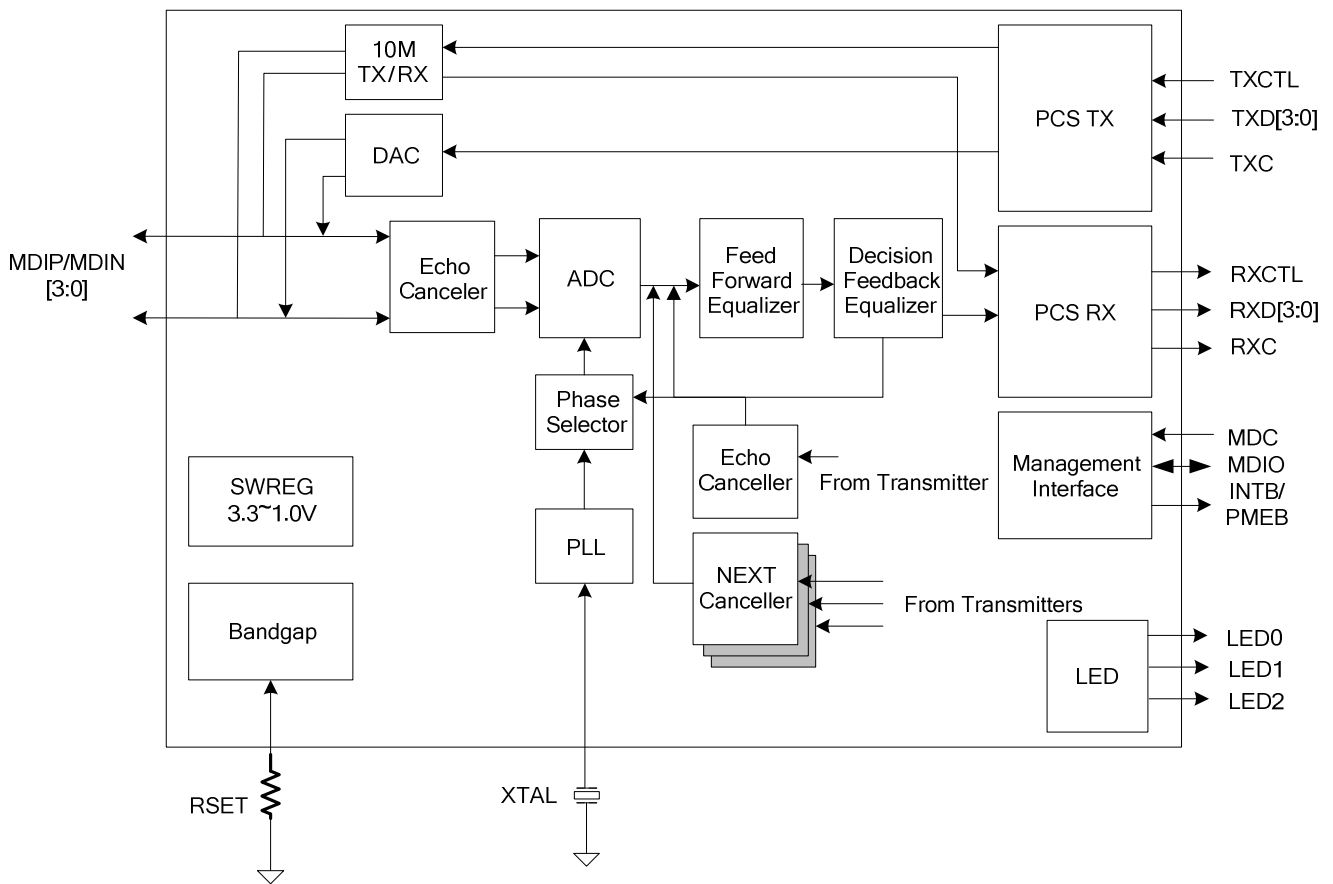 10M
TX/RX
PCS TX
TXCTL
TXD[3:0]
TXC
DAC
MDIP/MDIN
[3:0]
Echo
Canceler
ADC
Feed
Forward
Equalizer
Decision
Feedback
Equalizer
PCS RX
RXCTL
RXD[3:0]
RXC
Phase
Selector
Echo
Canceller
From Transmitter
Management
Interface
MDC
MDIO
INTB/
PMEB
SWREG
3.3~1.0V
PLL
NEXT
Canceller
From Transmitters
Bandgap
LED
LED0
LED1
LED2
RSET
XTAL